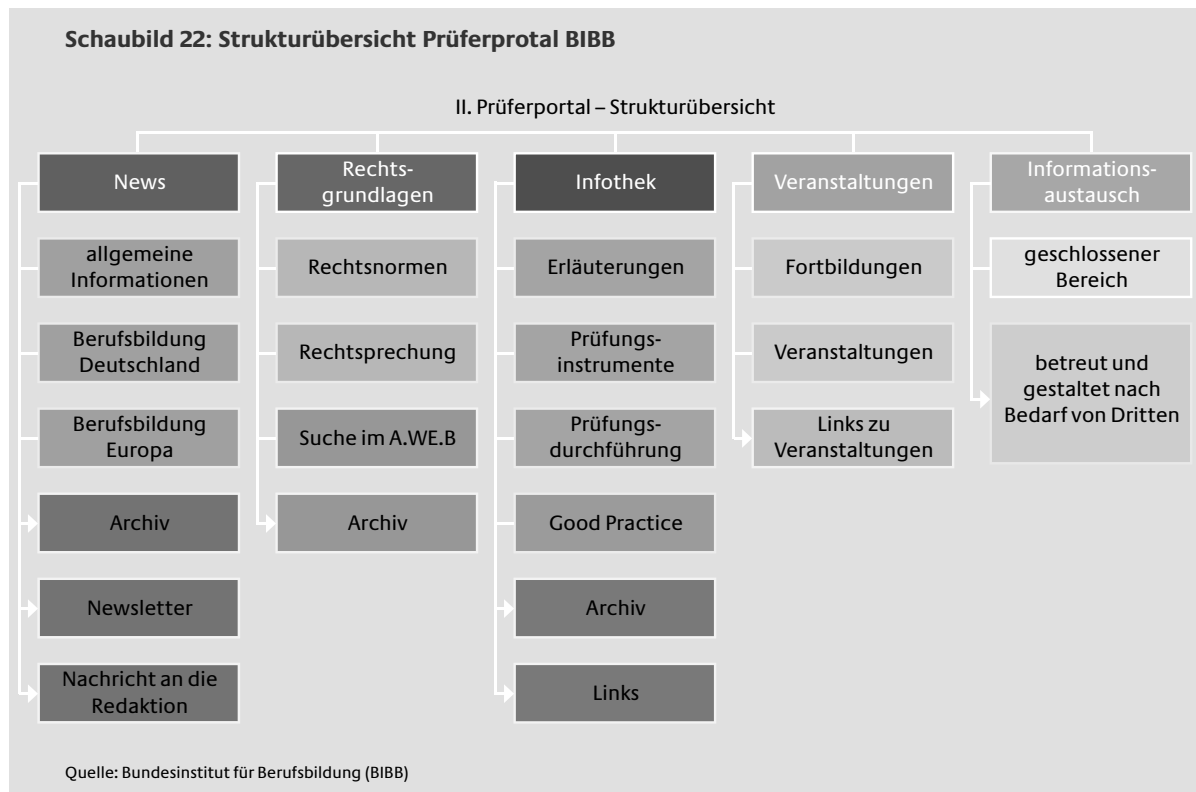 Schaubild 22: Strukturübersicht Prüferprotal BIBB
II. Prüferportal – Strukturübersicht
News
allgemeine
Informationen
Berufsbildung
Deutschland
Berufsbildung
Europa
Archiv
Newsletter
Nachricht an die
Redaktion
Rechts-
grundlagen
Rechtsnormen
Rechtsprechung
Suche im A.WE.B
Archiv
Infothek
Erläuterungen
Prüfungs-
instrumente
Prüfungs-
durchführung
Good Practice
Archiv
Links
Veranstaltungen
Fortbildungen
Veranstaltungen
Links zu
Veranstaltungen
Informations-
austausch
geschlossener
Bereich
betreut und
gestaltet nach
Bedarf von Dritten
Quelle: Bundesinstitut für Berufsbildung (BIBB)